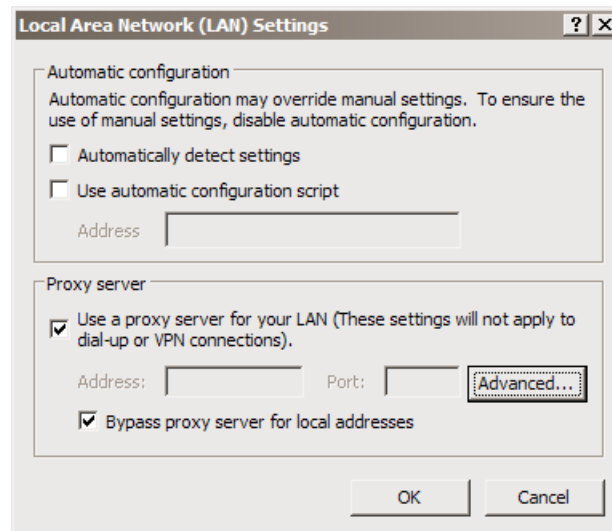 Local Area Network (LAN) Settings
Automatic configuration
Automatic configuration may override manual settings. To ensure the
use of manual settings, disable automatic configuration.
Automatically detect settings
Use automatic configuration script
Address
Proxy server
Use a proxy server for your LAN (These settings will not apply to
dial-up or VPN connections).
Address: Port: Advanced...
Bypass proxy server for local addresses
OK Cancel